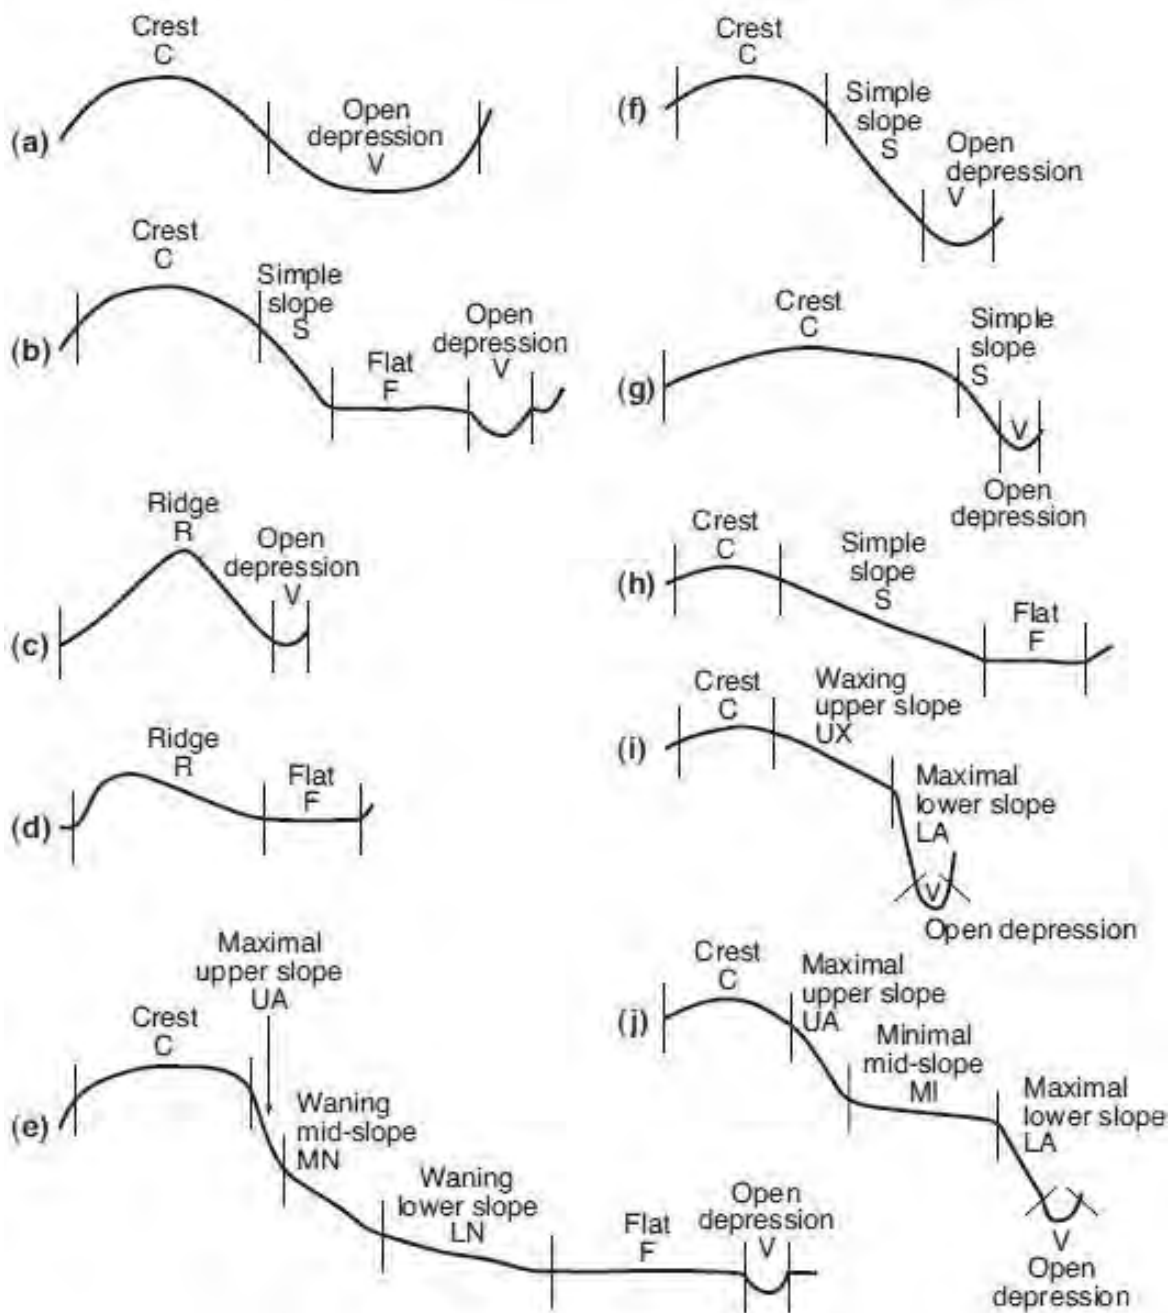 Crest
C
Open
depression
V
(a)
Crest
C
Simple
slope
S
Flat
F
Open
depression
V
(b)
Ridge
R
Open
depression
V
(c)
Ridge
R
Flat
F
(d)
Maximal
upper slope
UA
Crest
C
Waning
mid-slope
MN
Waning
lower slope
LN
Flat
F
Open
depression
V
(e)
Crest
C
Simple
slope
S
Open
depression
V
(f)
Crest
C
Simple
slope
S
V
Open
depression
(g)
Crest
C
Simple
slope
S
Flat
F
(h)
Crest
C
Waxing
upper slope
UX
Maximal
lower slope
LA
V
Open depression
(i)
Crest
C
Maximal
upper slope
UA
Minimal
mid-slope
MI
Maximal
lower slope
LA
V
Open
depression
(j)